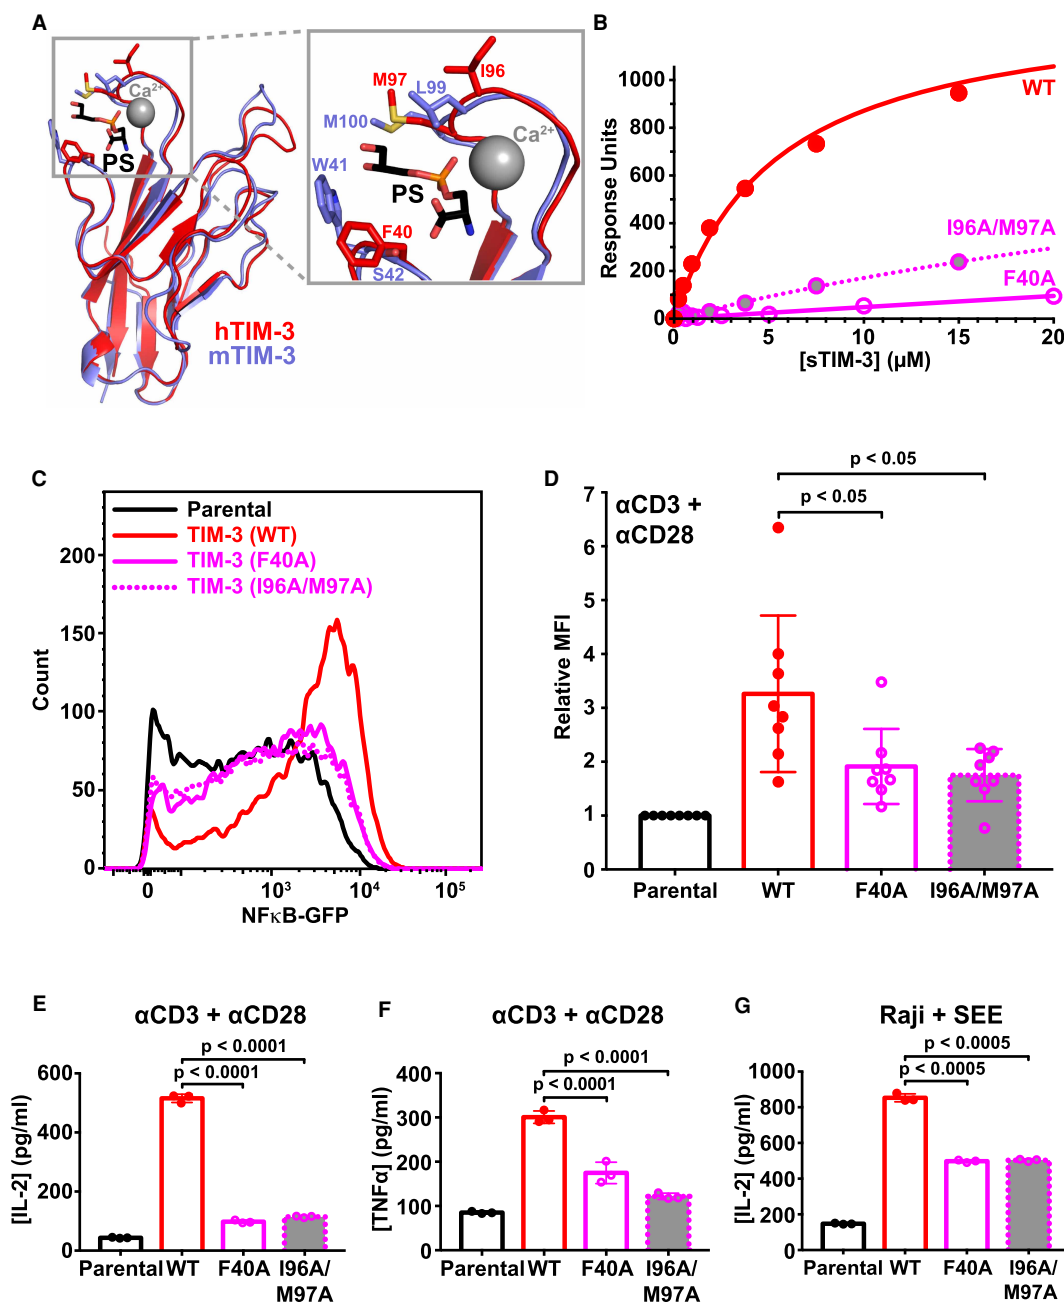 A
Ca2+
PS
hTIM-3
mTIM-3
M97
I96
L99
M100
Ca2+
W41
PS
F40
S42
B
Response Units
1000
800
600
400
200
0
0
5
10
15
20
[sTIM-3] (µM)
WT
I96A/M97A
F40A
C
Parental
TIM-3 (WT)
TIM-3 (F40A)
TIM-3 (I96A/M97A)
Count
200
150
100
50
0
0
10³
10⁴
10⁵
NFκB-GFP
D
αCD3 +
αCD28
p < 0.05
p < 0.05
Relative MFI
7
6
5
4
3
2
1
0
Parental
WT
F40A
I96A/M97A
E
αCD3 + αCD28
p < 0.0001
p < 0.0001
[IL-2] (pg/ml)
600
400
200
0
Parental
WT
F40A
I96A/
M97A
F
αCD3 + αCD28
p < 0.0001
p < 0.0001
[TNFα] (pg/ml)
400
300
200
100
0
Parental
WT
F40A
I96A/
M97A
G
Raji + SEE
p < 0.0005
p < 0.0005
[IL-2] (pg/ml)
1000
800
600
400
200
0
Parental
WT
F40A
I96A/
M97A